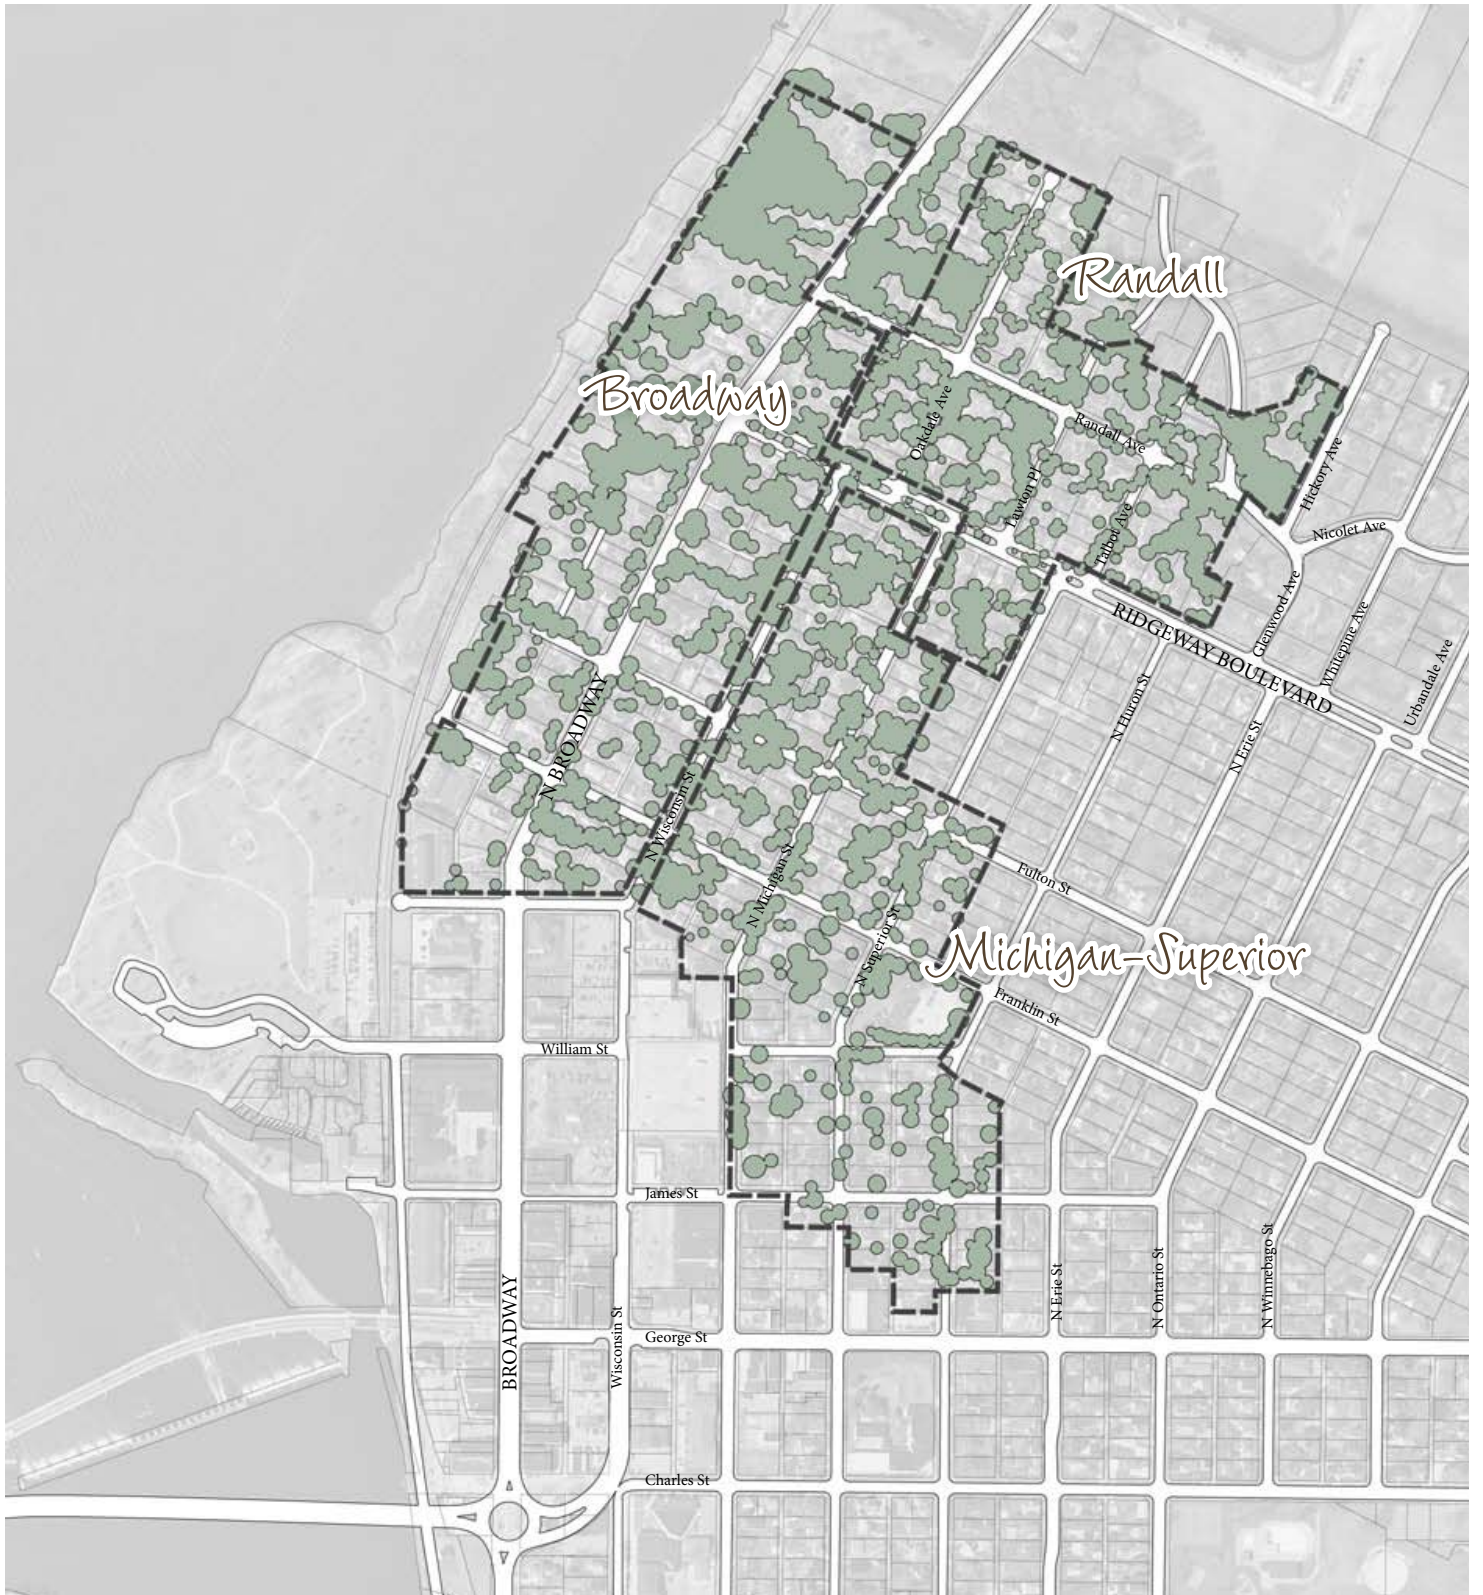 Randall
Broadway
Oakdale Ave
Randall Ave
Hickory Ave
Lawton Pl
Talbot Ave
Nicolet Ave
Glenwood Ave
RIDGEWAY BOULEVARD
Whitepine Ave
Urbandale Ave
N Huron St
N Erie St
N BROADWAY
N Wisconsin St
N Michigan St
Fulton St
N Superior St
Michigan-Superior
Franklin St
William St
James St
BROADWAY
Wisconsin St
N Erie St
N Ontario St
N Winnebago St
George St
Charles St